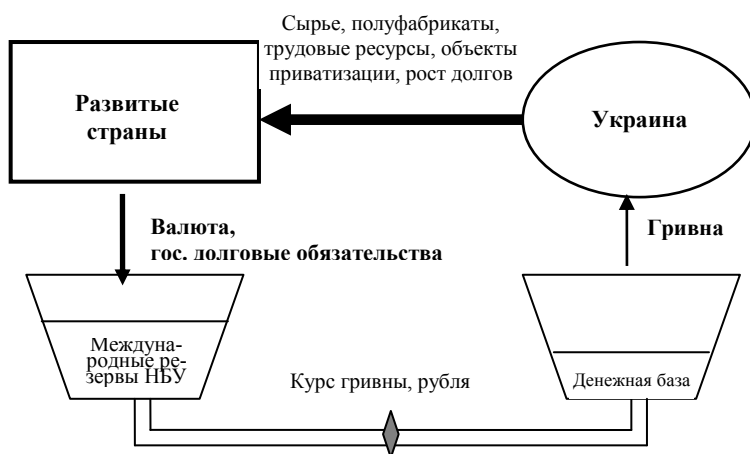 Сырье, полуфабрикаты,
трудовые ресурсы, объекты
приватизации, рост долгов
Развитые
страны
Украина
Валюта,
гос. долговые обязательства
Гривна
Междуна-
родные ре-
зервы НБУ
Курс гривны, рубля
Денежная база